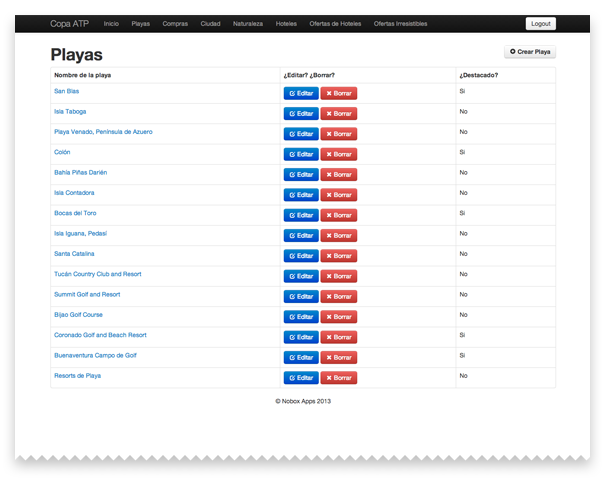 Copa ATP Inicio Playas Compras Ciudad Naturaleza Hoteles Ofertas de Hoteles Ofertas Irresistibles Logout
Playas Crear Playa
Nombre de la playa ¿Editar? ¿Borrar? ¿Destacado?
San Blas Editar Borrar Si
Isla Taboga Editar Borrar No
Playa Venado, Península de Azuero Editar Borrar No
Colón Editar Borrar Si
Bahía Piñas Darién Editar Borrar No
Isla Contadora Editar Borrar No
Bocas del Toro Editar Borrar Si
Isla Iguana, Pedasí Editar Borrar No
Santa Catalina Editar Borrar No
Tucán Country Club and Resort Editar Borrar No
Summit Golf and Resort Editar Borrar No
Bijao Golf Course Editar Borrar No
Coronado Golf and Beach Resort Editar Borrar Si
Buenaventura Campo de Golf Editar Borrar Si
Resorts de Playa Editar Borrar No
© Nobox Apps 2013